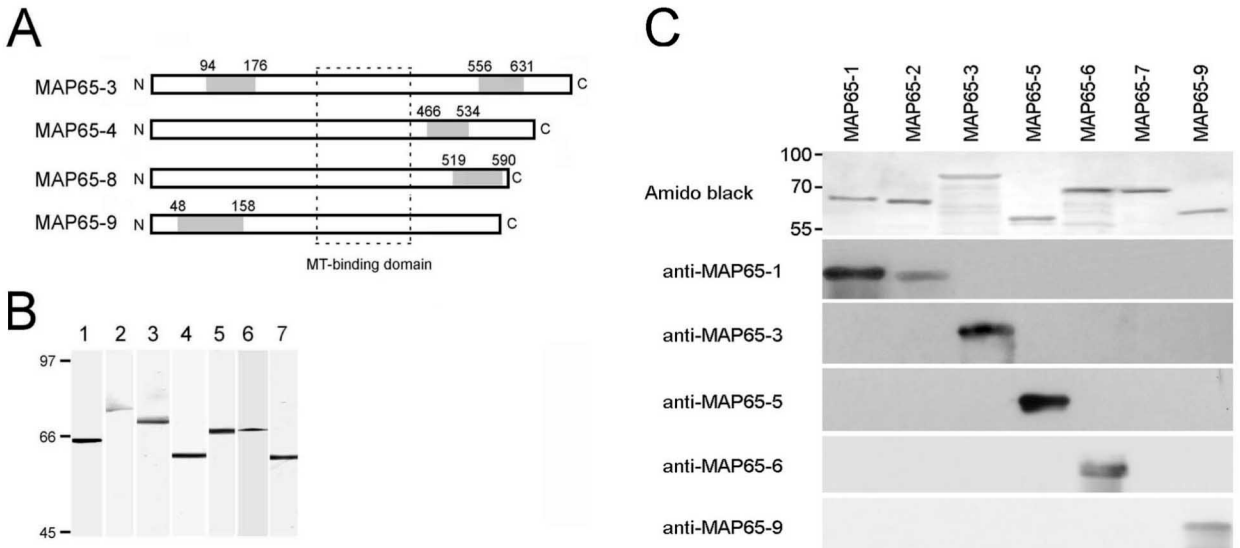 A
94 176 556 631
MAP65-3 N C
466 534
MAP65-4 N C
519 590
MAP65-8 N C
48 158
MAP65-9 N C
MT-binding domain
B
1 2 3 4 5 6 7
97
66
45
C
MAP65-1 MAP65-2 MAP65-3 MAP65-5 MAP65-6 MAP65-7 MAP65-9
100
Amido black 70
55
anti-MAP65-1
anti-MAP65-3
anti-MAP65-5
anti-MAP65-6
anti-MAP65-9